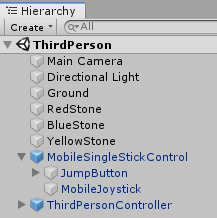 Hierarchy
Create All
ThirdPerson
Main Camera
Directional Light
Ground
RedStone
BlueStone
YellowStone
MobileSingleStickControl
JumpButton
MobileJoystick
ThirdPersonController